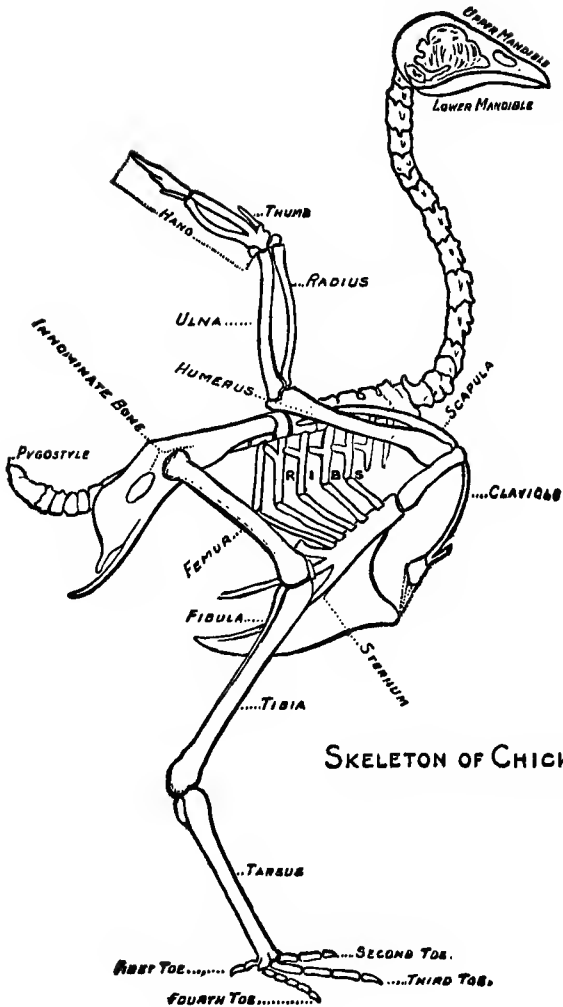 UPPER MANDIBLE
LOWER MANDIBLE
HAND
THUMB
RADIUS
ULNA
HUMERUS
SCAPULA
INNOMINATE BONE
PYGOSTYLE
RIBS
CLAVICLE
FEMUR
FIBULA
STERNUM
TIBIA
SKELETON OF CHICK
TARSUS
FIRST TOE
SECOND TOE.
THIRD TOE.
FOURTH TOE